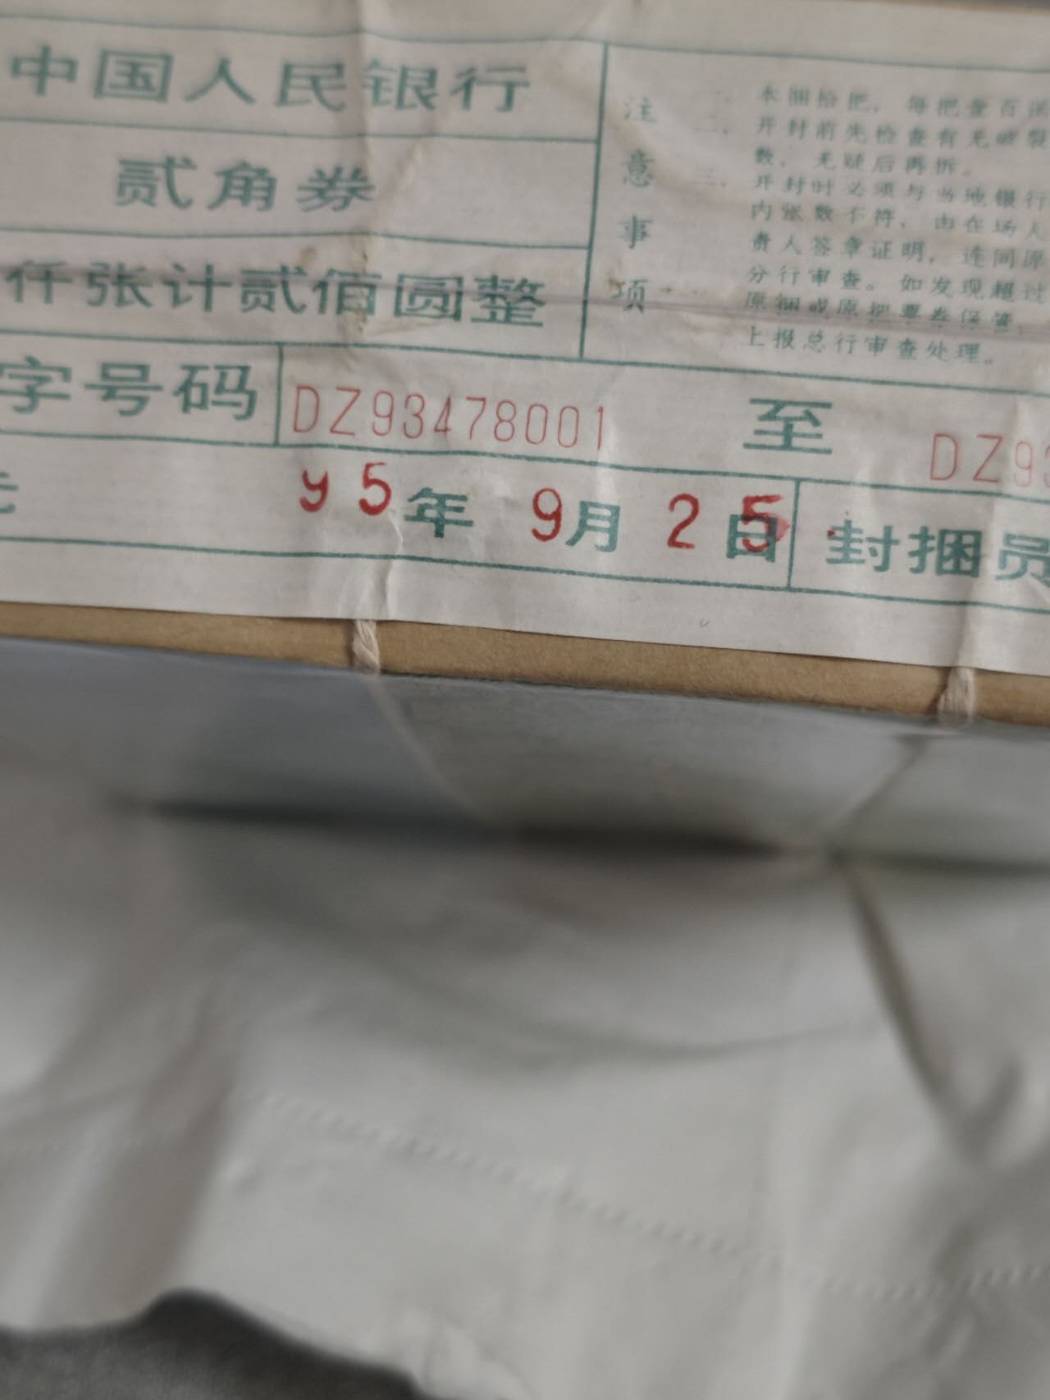 中国人民银行
贰角券
仟张计贰佰圆整
注意事项
本捆拾把，每把壹百张
开封前先检查有无破裂
数，无疑后再拆。
开封时必须与当地银行
内张数不符，由在场人
责人签章证明，连同原
分行审查。如发现超过
原捆或原把票券保管，
上报总行审查处理。
字号码 DZ93478001 至 DZ93
95年 9月 25日 封捆员